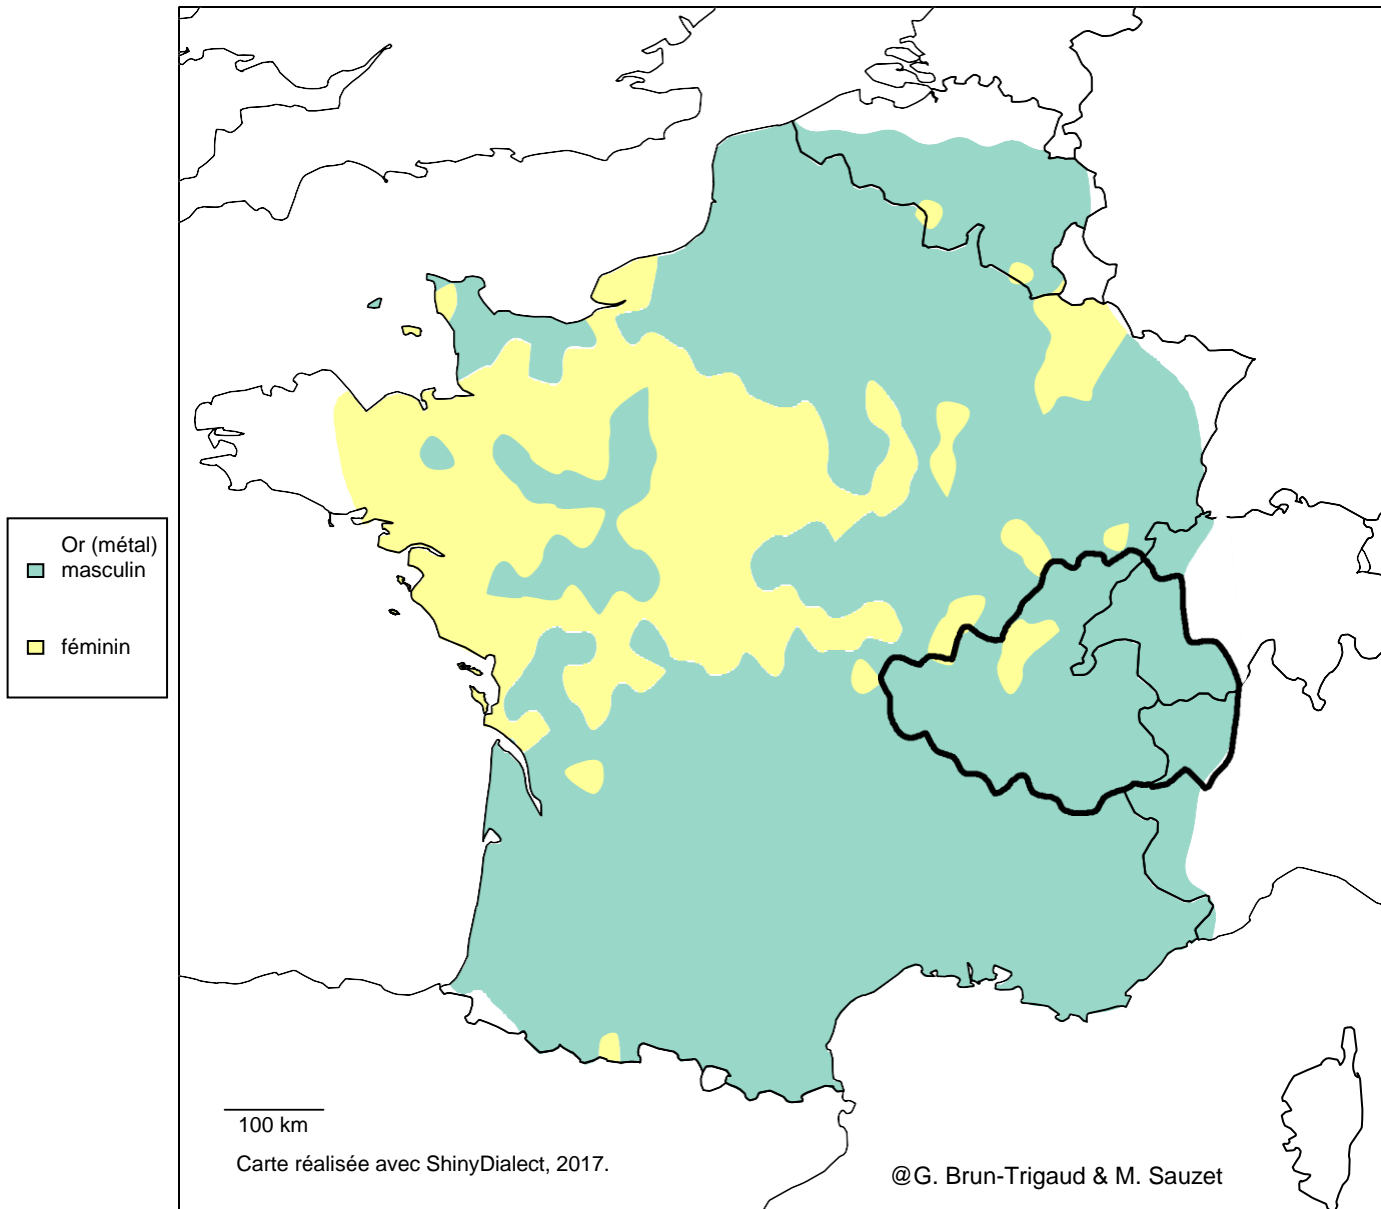 Or (métal)
masculin
féminin
100 km
Carte réalisée avec ShinyDialect, 2017.
@G. Brun-Trigaud & M. Sauzet